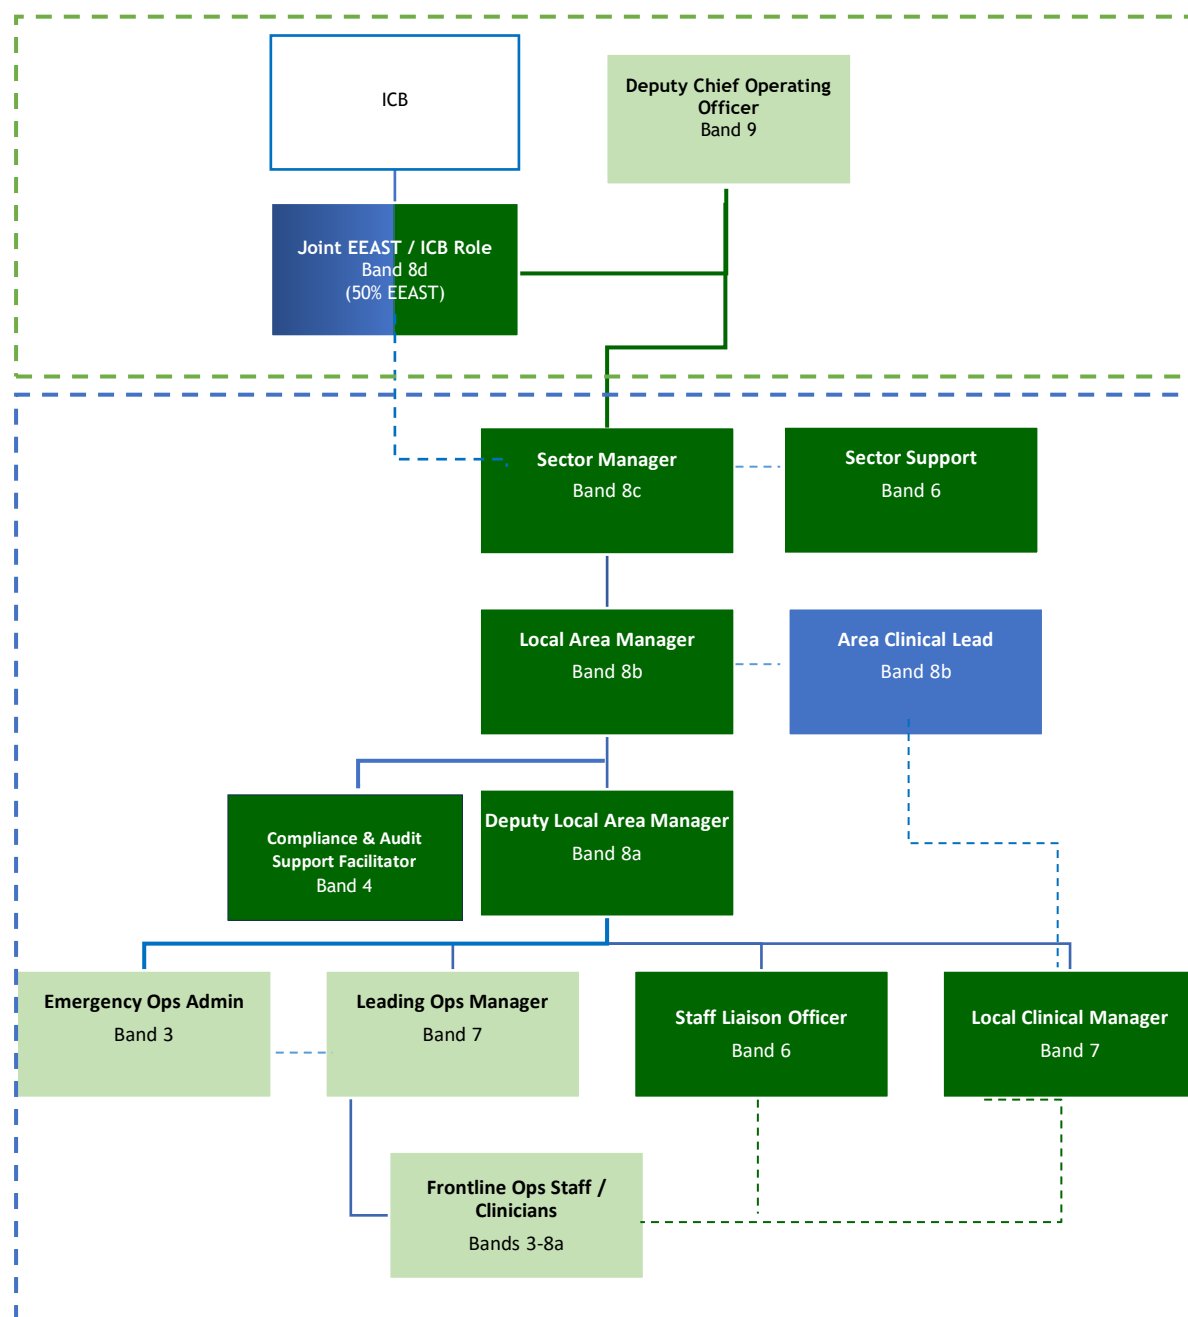 ICB
Deputy Chief Operating
Officer
Band 9
Joint EEAST / ICB Role
Band 8d
(50% EEAST)
Sector Manager
Band 8c
Sector Support
Band 6
Local Area Manager
Band 8b
Area Clinical Lead
Band 8b
Compliance & Audit
Support Facilitator
Band 4
Deputy Local Area Manager
Band 8a
Emergency Ops Admin
Band 3
Leading Ops Manager
Band 7
Staff Liaison Officer
Band 6
Local Clinical Manager
Band 7
Frontline Ops Staff /
Clinicians
Bands 3-8a